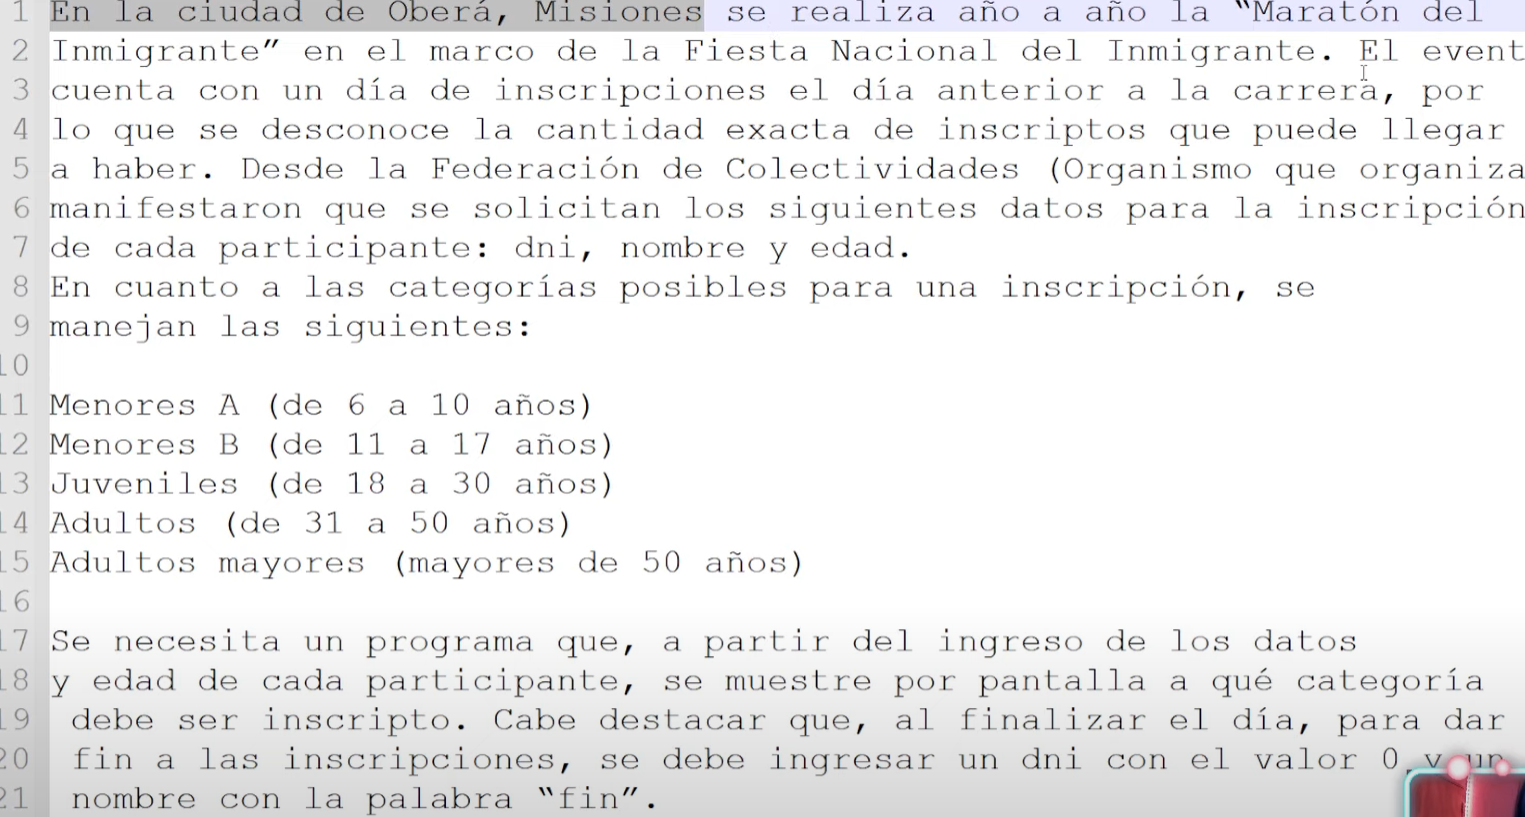 1 En la ciudad de Oberá, Misiones se realiza año a año la “Maratón del
2 Inmigrante” en el marco de la Fiesta Nacional del Inmigrante. El event
3 cuenta con un día de inscripciones el día anterior a la carrera, por
4 lo que se desconoce la cantidad exacta de inscriptos que puede llegar
5 a haber. Desde la Federación de Colectividades (Organismo que organiza
6 manifestaron que se solicitan los siguientes datos para la inscripción
7 de cada participante: dni, nombre y edad.
8 En cuanto a las categorías posibles para una inscripción, se
9 manejan las siguientes:
10
11 Menores A (de 6 a 10 años)
12 Menores B (de 11 a 17 años)
13 Juveniles (de 18 a 30 años)
14 Adultos (de 31 a 50 años)
15 Adultos mayores (mayores de 50 años)
16
17 Se necesita un programa que, a partir del ingreso de los datos
18 y edad de cada participante, se muestre por pantalla a qué categoría
19 debe ser inscripto. Cabe destacar que, al finalizar el día, para dar
20 fin a las inscripciones, se debe ingresar un dni con el valor 0 y un
21 nombre con la palabra “fin”.